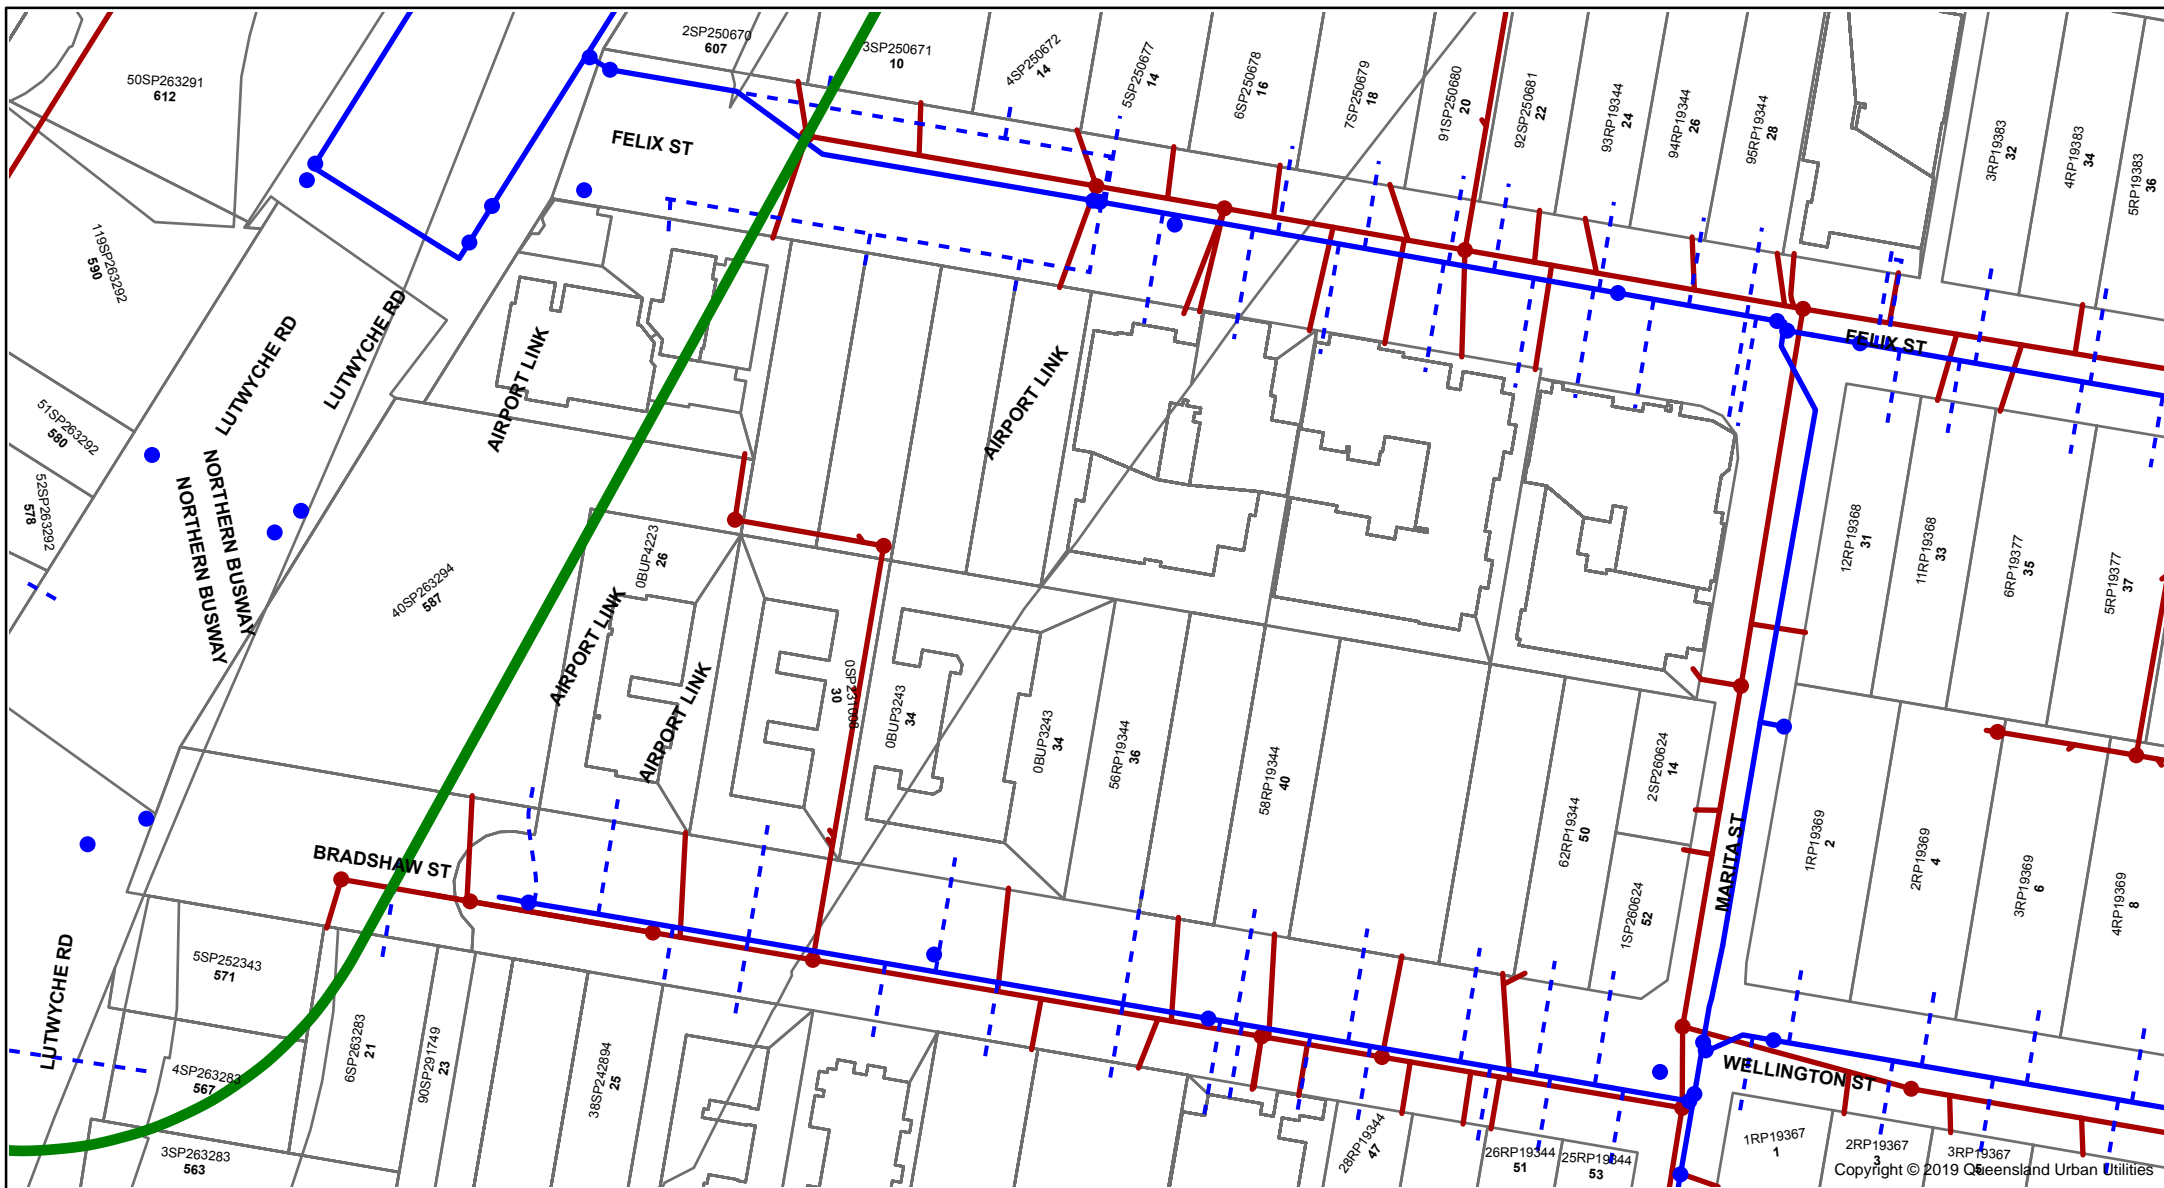 2SP250670
607
3SP250671
10
4SP250672
14
5SP250677
14
6SP250678
16
7SP250679
18
91SP250680
20
92SP250681
22
93RP19344
24
94RP19344
26
95RP19344
28
3RP19383
32
4RP19383
34
5RP19383
36
50SP263291
612
FELIX ST
119SP263292
590
LUTWYCHE RD
LUTWYCHE RD
AIRPORT LINK
AIRPORT LINK
FELIX ST
51SP263292
580
52SP263292
578
NORTHERN BUSWAY
NORTHERN BUSWAY
40SP263294
587
0BUP4223
26
AIRPORT LINK
AIRPORT LINK
30
0BUP3243
34
0BUP3243
34
56RP19344
36
58RP19344
40
62RP19344
50
2SP260624
14
1SP260624
52
MARITA ST
12RP19368
31
11RP19368
33
6RP19377
35
5RP19377
37
1RP19369
2
2RP19369
4
3RP19369
6
4RP19369
8
BRADSHAW ST
LUTWYCHE RD
5SP252343
571
4SP263283
567
3SP263283
563
6SP263283
21
90SP291749
23
38SP242894
25
28RP19344
47
26RP19344
51
25RP19344
53
WELLINGTON ST
1RP19367
1
2RP19367
3
3RP19367
5
Copyright © 2019 Queensland Urban Utilities